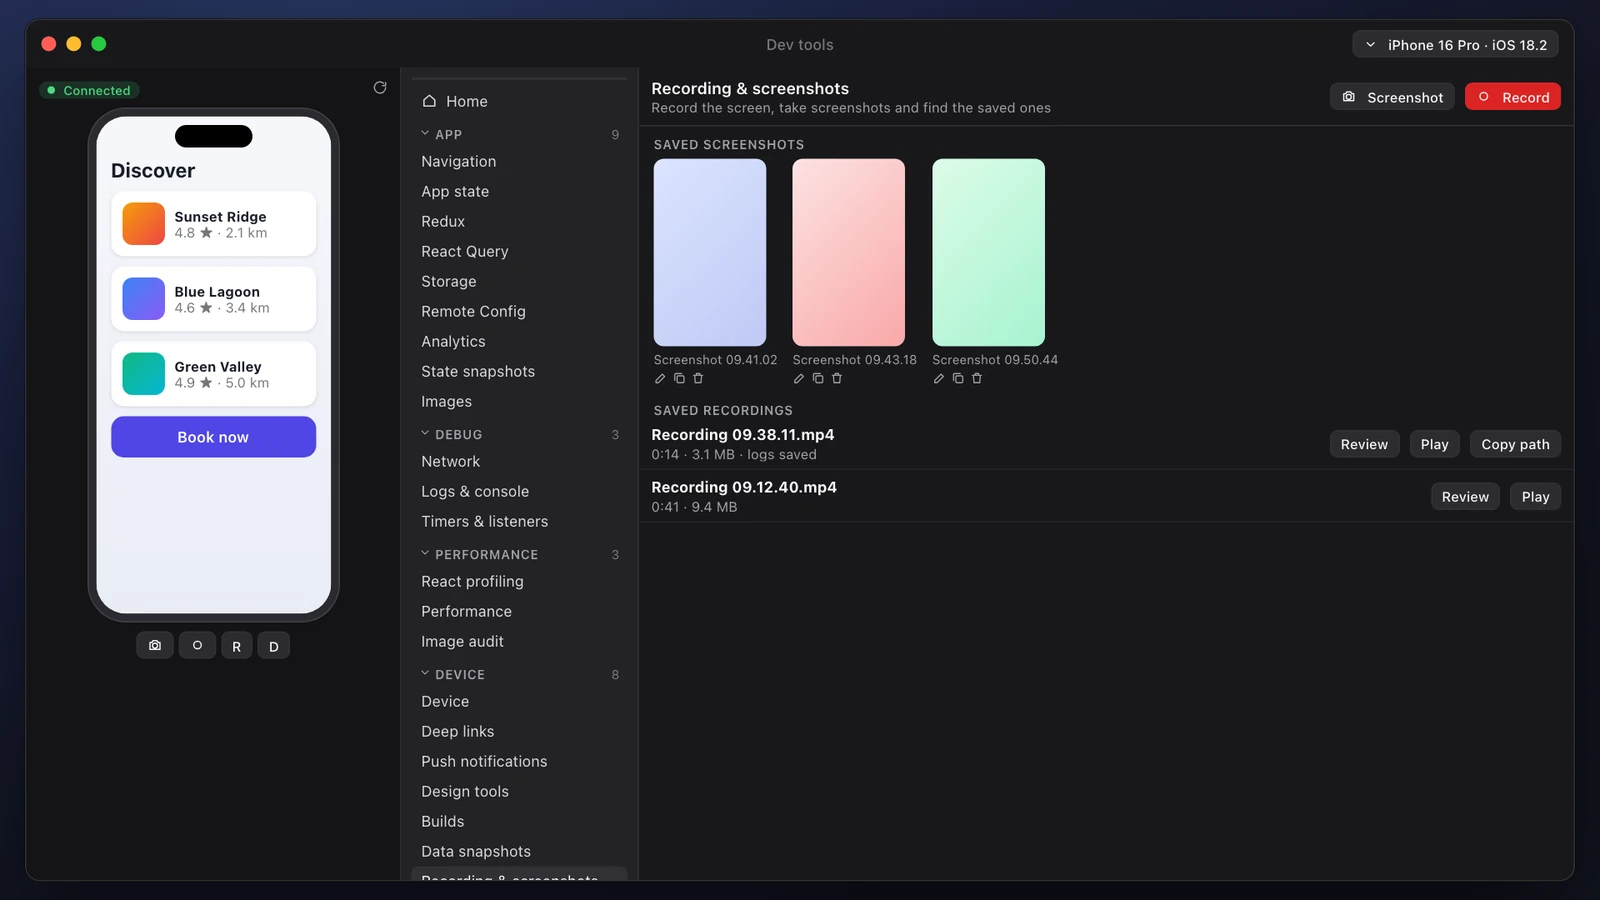 Dev tools
iPhone 16 Pro · iOS 18.2
Connected
Discover
Sunset Ridge
4.8 ★ · 2.1 km
Blue Lagoon
4.6 ★ · 3.4 km
Green Valley
4.9 ★ · 5.0 km
Book now
R
D
Home
APP 9
Navigation
App state
Redux
React Query
Storage
Remote Config
Analytics
State snapshots
Images
DEBUG 3
Network
Logs & console
Timers & listeners
PERFORMANCE 3
React profiling
Performance
Image audit
DEVICE 8
Device
Deep links
Push notifications
Design tools
Builds
Data snapshots
Recording & screenshots
Recording & screenshots
Record the screen, take screenshots and find the saved ones
Screenshot
Record
SAVED SCREENSHOTS
Screenshot 09.41.02
Screenshot 09.43.18
Screenshot 09.50.44
SAVED RECORDINGS
Recording 09.38.11.mp4
0:14 · 3.1 MB · logs saved
Review
Play
Copy path
Recording 09.12.40.mp4
0:41 · 9.4 MB
Review
Play